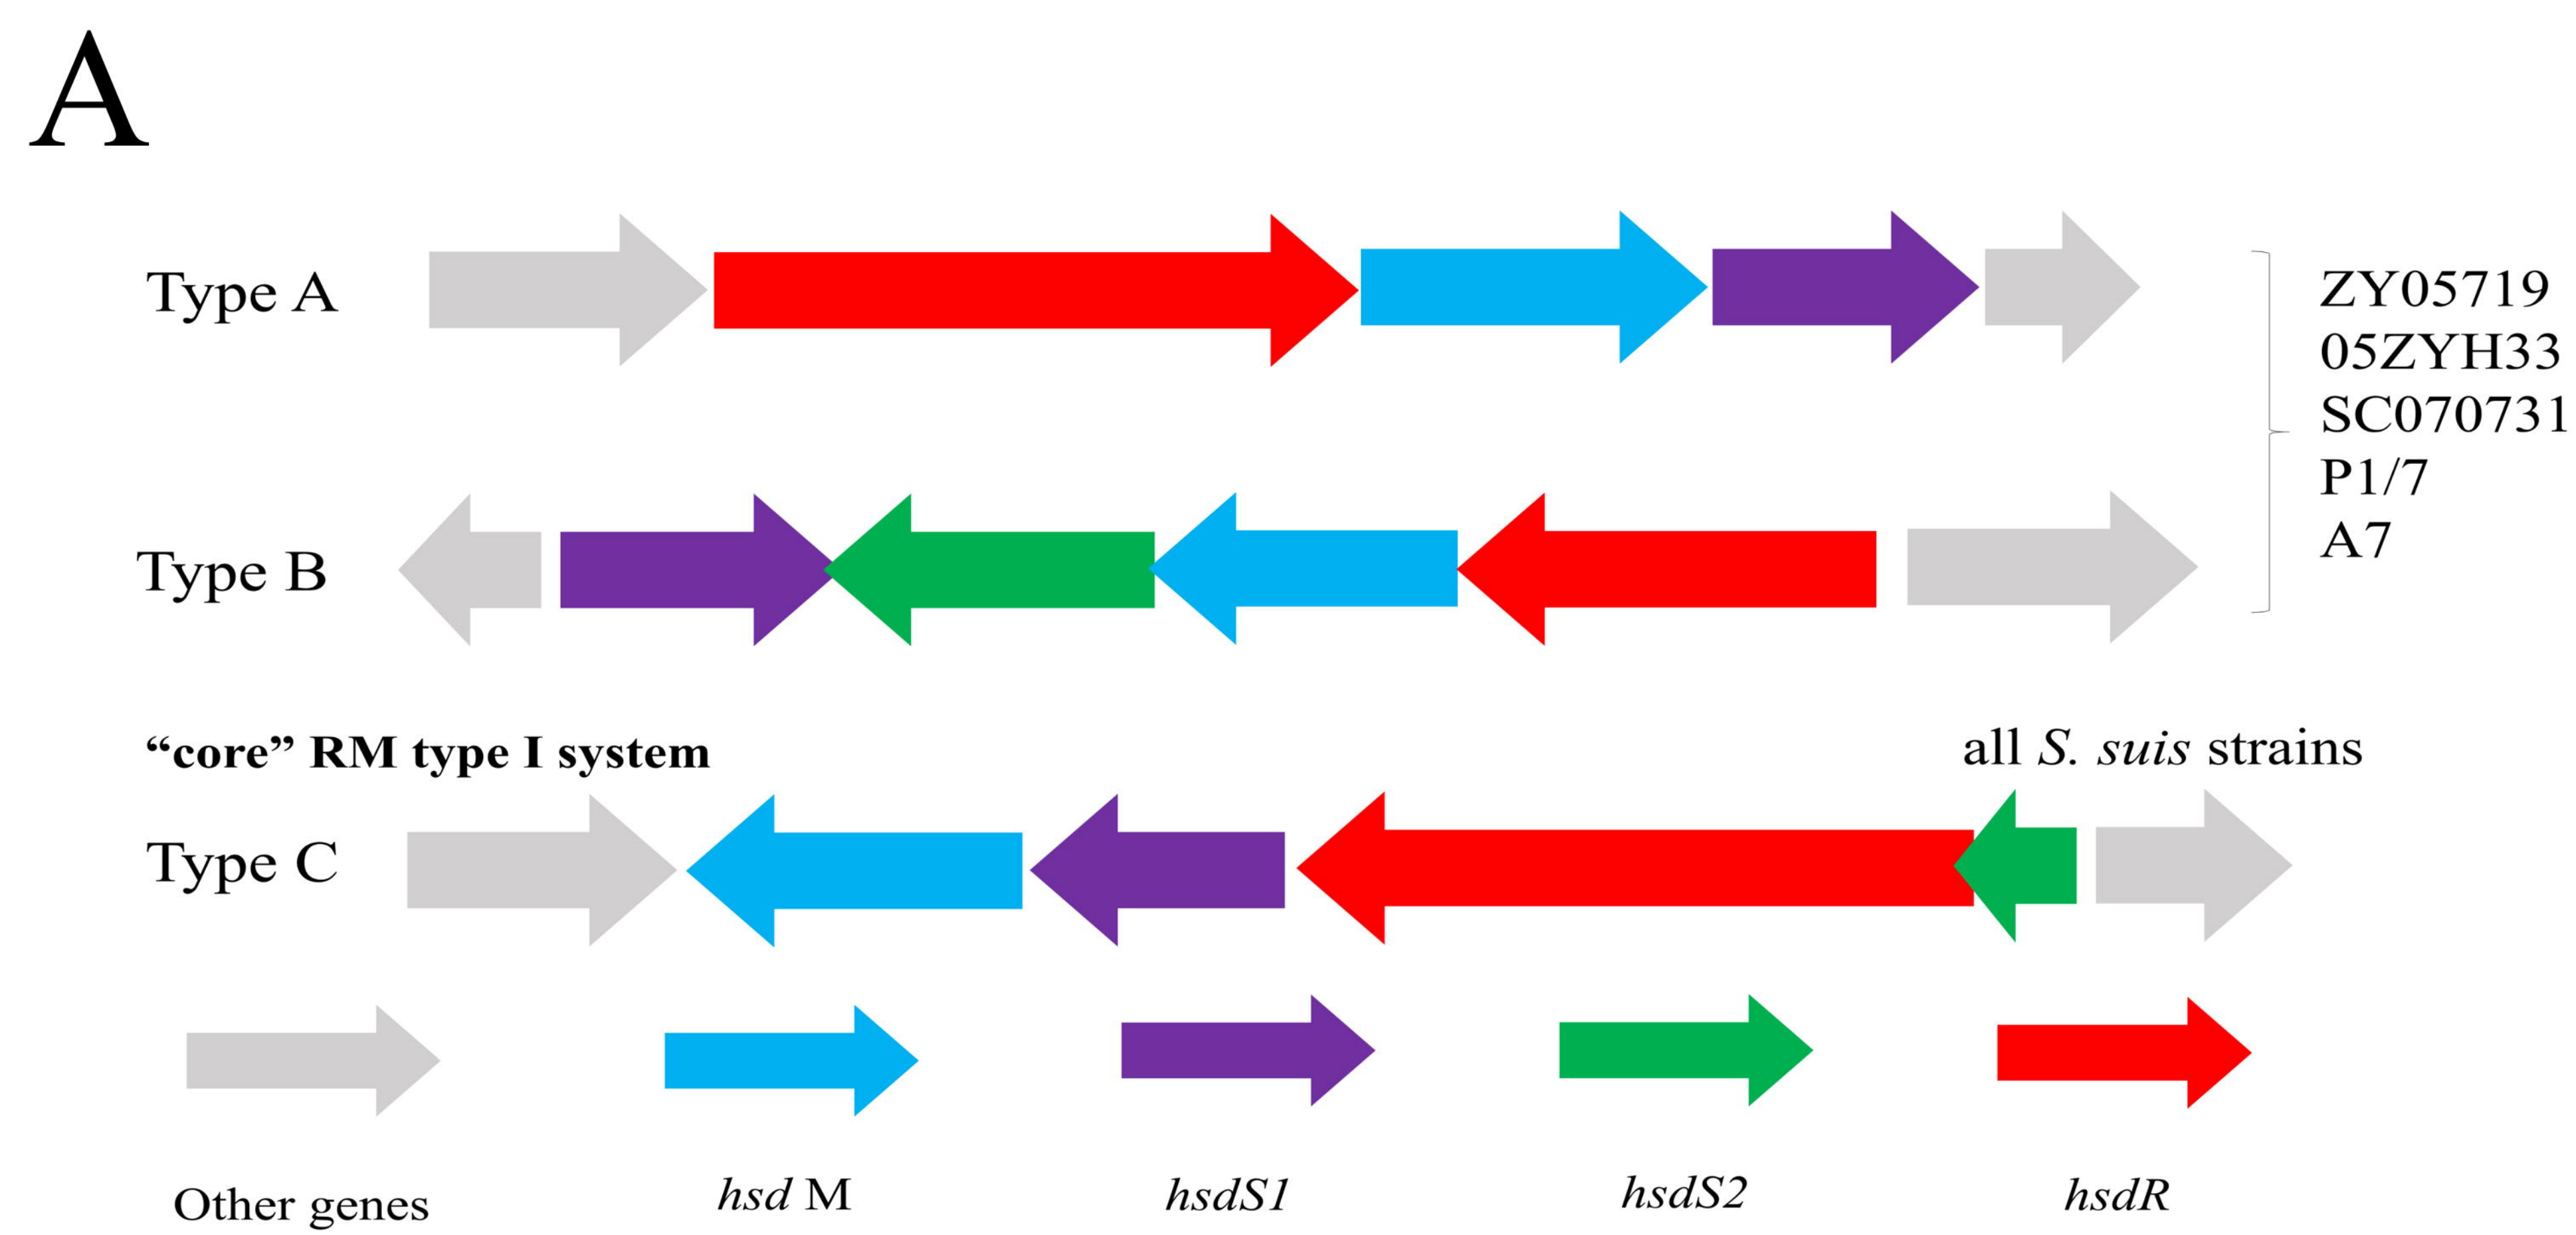 A
Type A
ZY05719
05ZYH33
SC070731
P1/7
A7
Type B
“core” RM type I system
all S. suis strains
Type C
Other genes
hsd M
hsdS1
hsdS2
hsdR